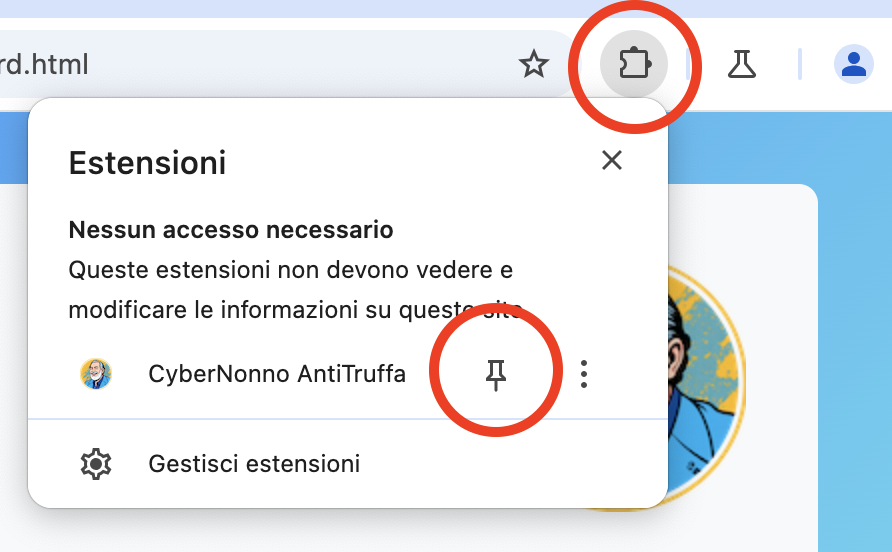 rd.html
Estensioni
Nessun accesso necessario
Queste estensioni non devono vedere e
modificare le informazioni su questo sito
CyberNonno AntiTruffa
Gestisci estensioni